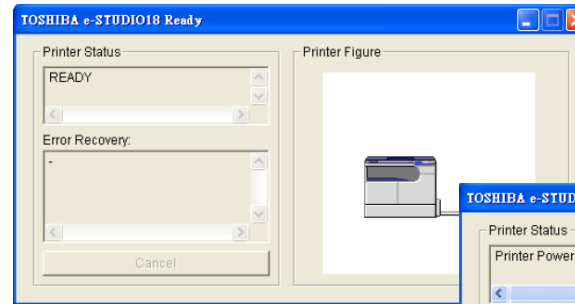 TOSHIBA e-STUDIO18 Ready
Printer Status
READY
Error Recovery:
-
Cancel
Printer Figure
TOSHIBA e-STUD
Printer Status
Printer Power